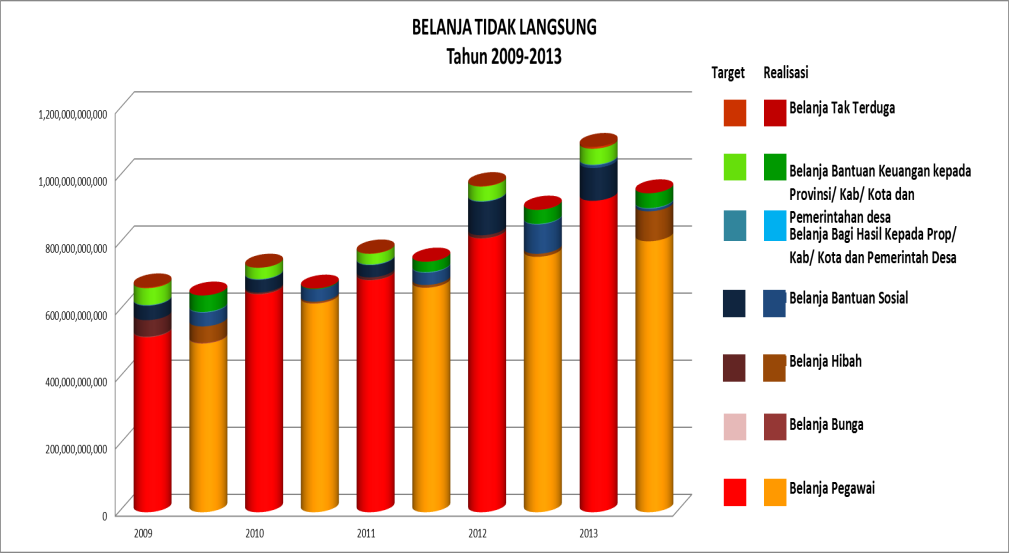 BELANJA TIDAK LANGSUNG
Tahun 2009-2013
Target Realisasi
1,200,000,000,000
1,000,000,000,000
800,000,000,000
600,000,000,000
400,000,000,000
200,000,000,000
0
2009 2010 2011 2012 2013
Belanja Tak Terduga
Belanja Bantuan Keuangan kepada
Provinsi/ Kab/ Kota dan
Pemerintahan desa
Belanja Bagi Hasil Kepada Prop/
Kab/ Kota dan Pemerintah Desa
Belanja Bantuan Sosial
Belanja Hibah
Belanja Bunga
Belanja Pegawai